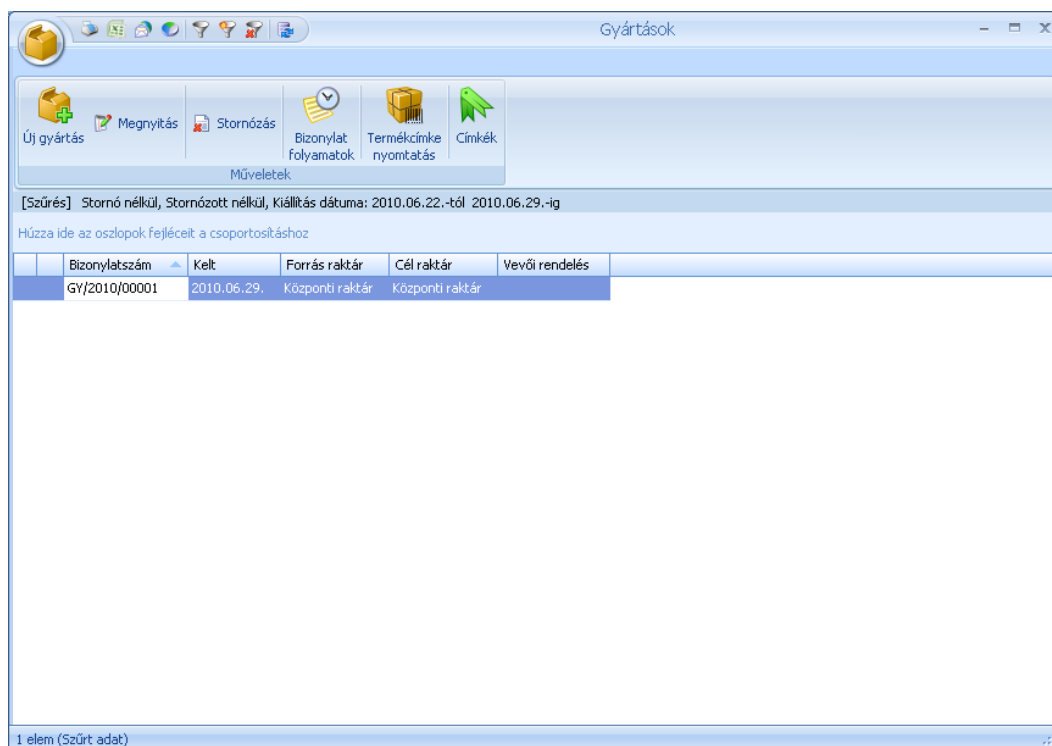 Gyártások
Új gyártás
Megnyitás
Stornózás
Bizonylat
folyamatok
Termékcímke
nyomtatás
Címkék
Műveletek
[Szűrés] Stornó nélkül, Stornózott nélkül, Kiállítás dátuma: 2010.06.22.-tól 2010.06.29.-ig
Húzza ide az oszlopok fejléceit a csoportosításhoz
Bizonylatszám Kelt Forrás raktár Cél raktár Vevői rendelés
GY/2010/00001 2010.06.29. Központi raktár Központi raktár
1 elem (Szűrt adat)